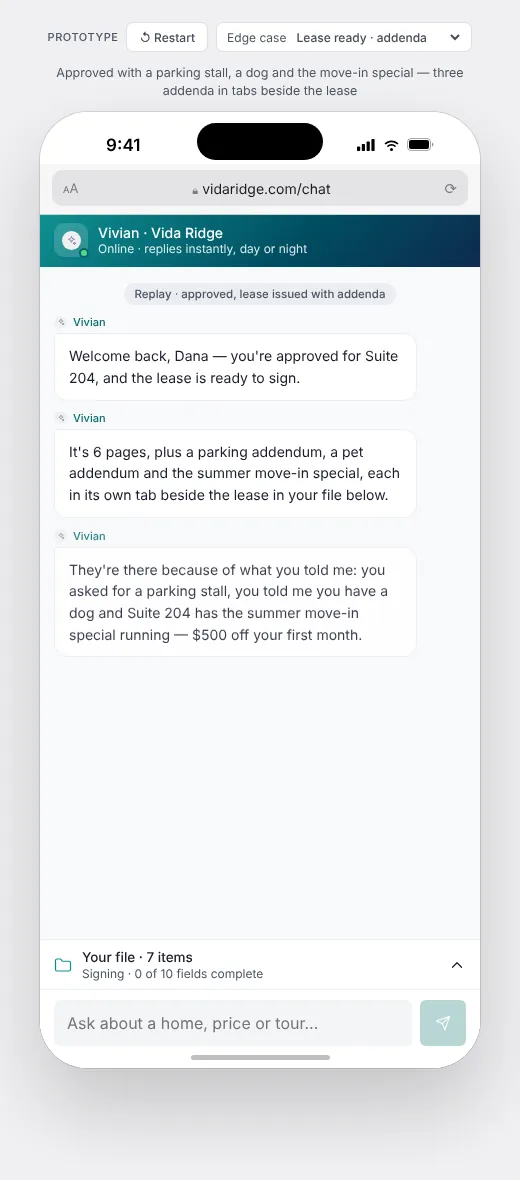 PROTOTYPE
Restart
Edge case Lease ready · addenda
Approved with a parking stall, a dog and the move-in special — three
addenda in tabs beside the lease
9:41
AA
vidaridge.com/chat
Vivian · Vida Ridge
Online · replies instantly, day or night
Replay · approved, lease issued with addenda
Vivian
Welcome back, Dana — you're approved for Suite
204, and the lease is ready to sign.
Vivian
It's 6 pages, plus a parking addendum, a pet
addendum and the summer move-in special, each
in its own tab beside the lease in your file below.
Vivian
They're there because of what you told me: you
asked for a parking stall, you told me you have a
dog and Suite 204 has the summer move-in
special running — $500 off your first month.
Your file · 7 items
Signing · 0 of 10 fields complete
Ask about a home, price or tour...